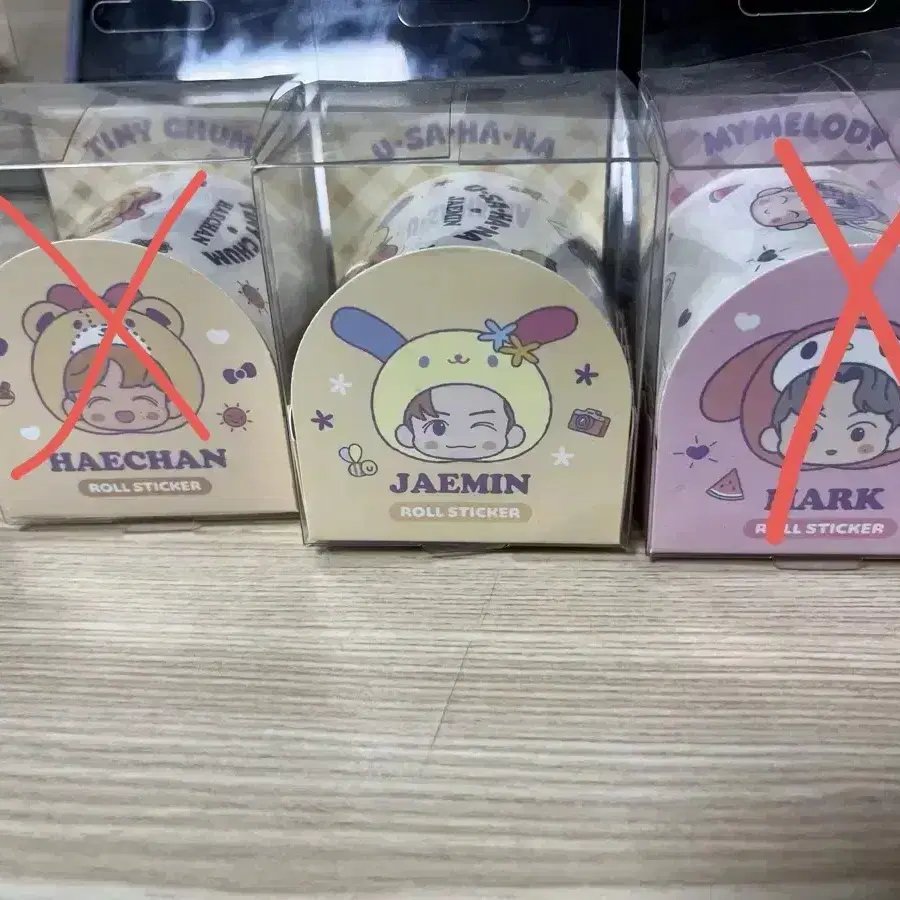 TINY CHUM
U•SA•HA•NA
MYMELODY
HAECHAN
ROLL STICKER
JAEMIN
ROLL STICKER
MARK
ROLL STICKER